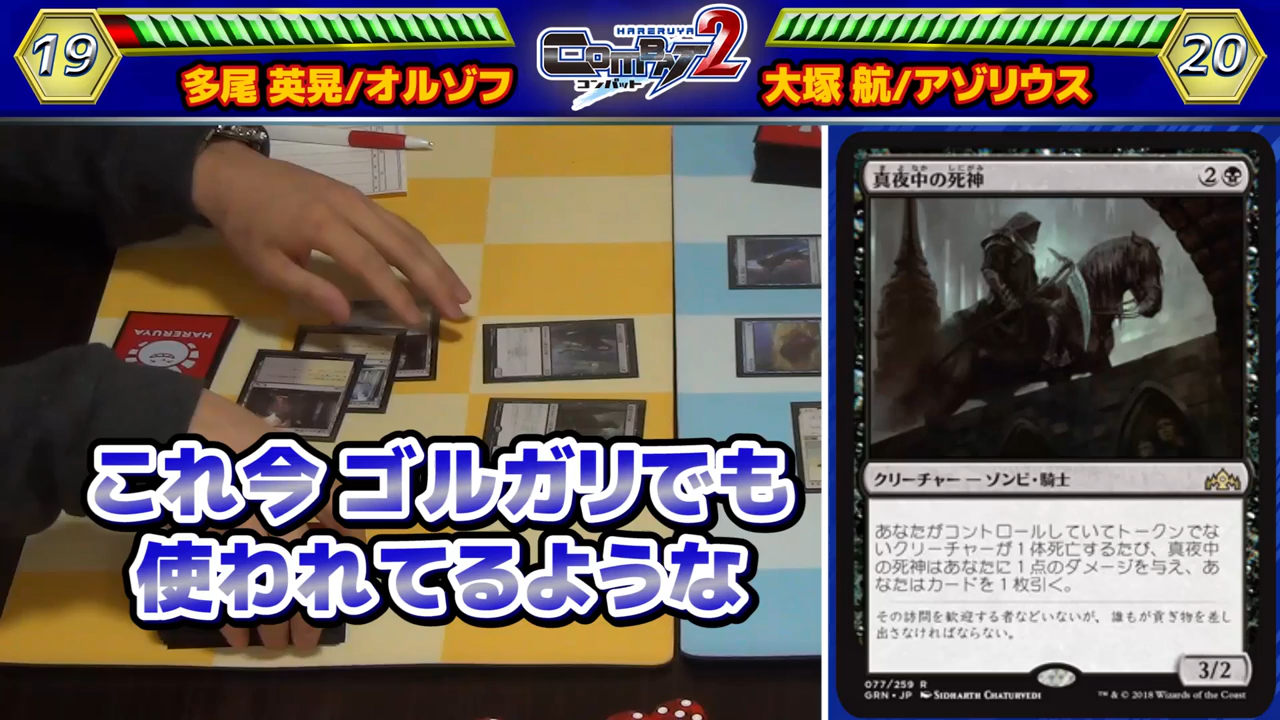 19
多尾 英晃/オルゾフ
HARERUYA
COMBAT2
コンバット
大塚 航/アゾリウス
20
HARERUYA
これ今 ゴルガリでも
使われてるような
真夜中の死神
まよなか しにがみ
2
クリーチャー — ゾンビ・騎士
あなたがコントロールしていてトークンでな
いクリーチャーが1体死亡するたび、真夜中
の死神はあなたに1点のダメージを与え、あ
なたはカードを1枚引く。
その訪問を歓迎する者などいないが、誰もが貢ぎ物を差し
出さなければならない。
3/2
077/259 R
GRN • JP SIDHARTH CHATURVEDI
™ & © 2018 Wizards of the Coast